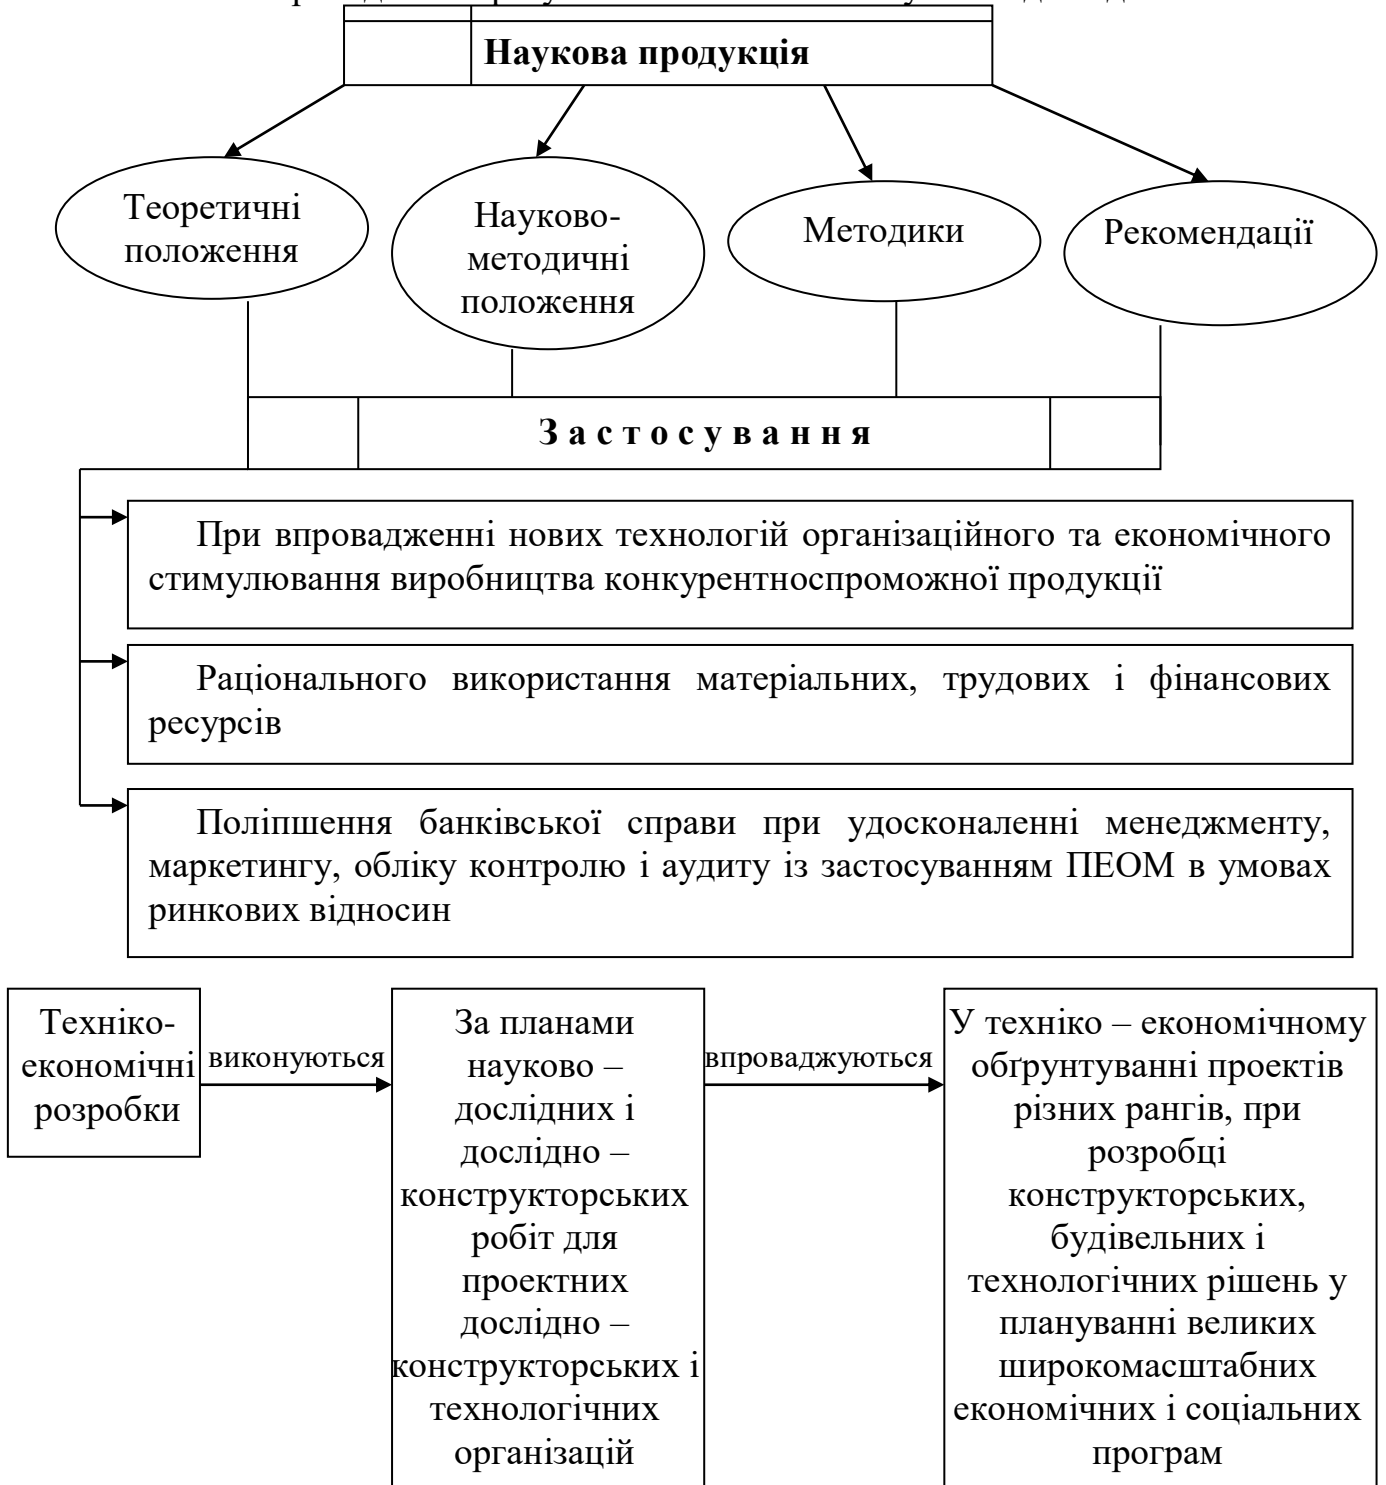 Наукова продукція
Теоретичні
положення
Науково-
методичні
положення
Методики
Рекомендації
З а с т о с у в а н н я
При впровадженні нових технологій організаційного та економічного
стимулювання виробництва конкурентноспроможної продукції
Раціонального використання матеріальних, трудових і фінансових
ресурсів
Поліпшення банківської справи при удосконаленні менеджменту,
маркетингу, обліку контролю і аудиту із застосуванням ПЕОМ в умовах
ринкових відносин
Техніко-
економічні
розробки
виконуються
За планами
науково –
дослідних і
дослідно –
конструкторських
робіт для
проектних
дослідно –
конструкторських і
технологічних
організацій
впроваджуються
У техніко – економічному
обґрунтуванні проектів
різних рангів, при
розробці
конструкторських,
будівельних і
технологічних рішень у
плануванні великих
широкомасштабних
економічних і соціальних
програм